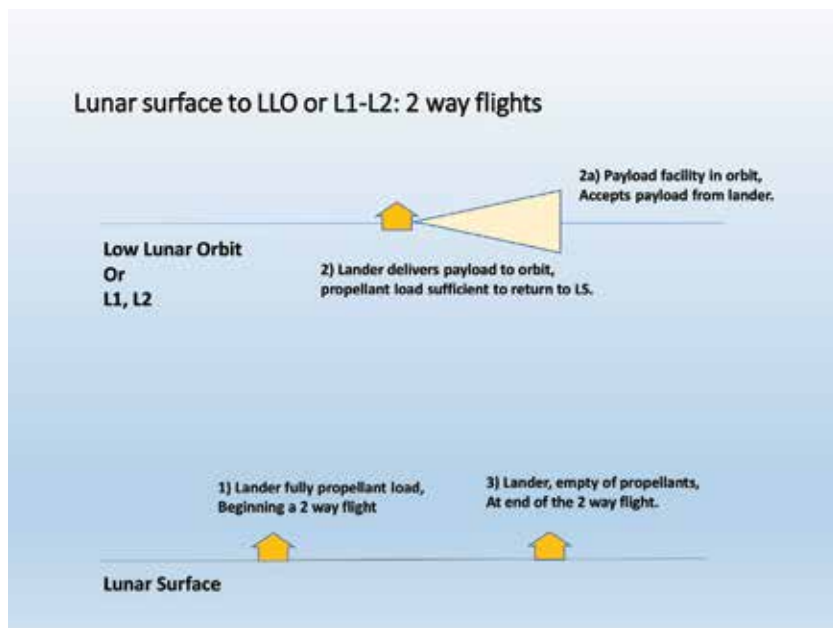 Lunar surface to LLO or L1-L2: 2 way flights
2a) Payload facility in orbit,
Accepts payload from lander.
Low Lunar Orbit
Or
L1, L2
2) Lander delivers payload to orbit,
propellant load sufficient to return to LS.
1) Lander fully propellant load,
Beginning a 2 way flight
3) Lander, empty of propellants,
At end of the 2 way flight.
Lunar Surface